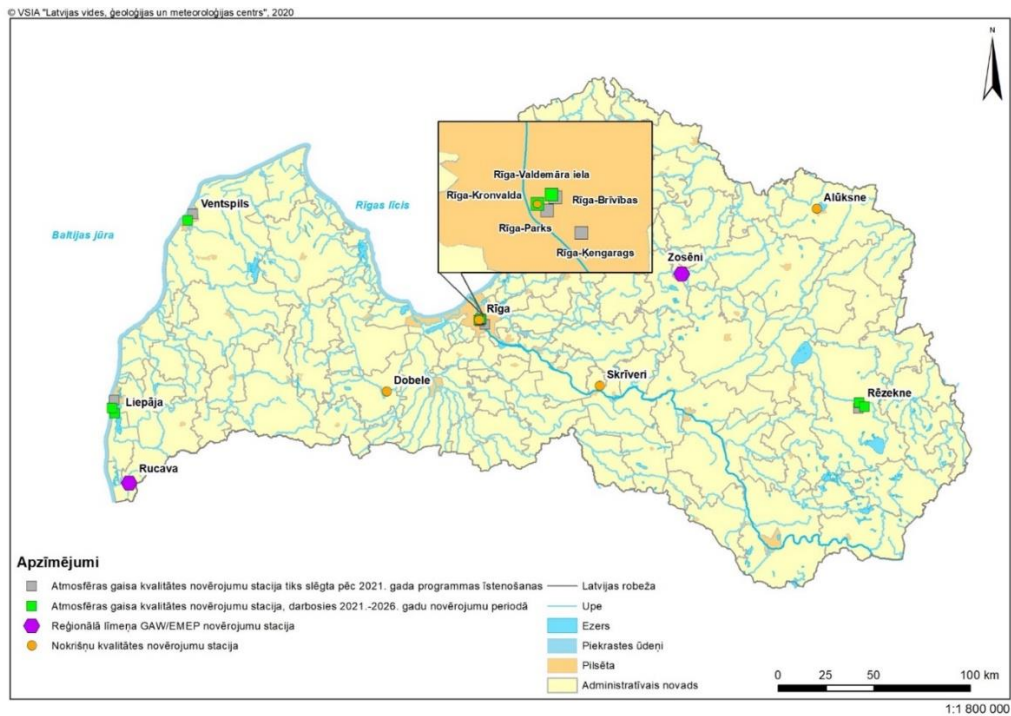 © VSIA "Latvijas vides, ģeoloģijas un meteoroloģijas centrs", 2020
N
Rīga-Valdemāra iela
Rīga-Kronvalda
Rīga-Brīvības
Rīga-Parks
Rīga-Ķengarags
Ventspils
Rīgas līcis
Baltijas jūra
Alūksne
Zosēni
Rīga
Dobele
Skrīveri
Rēzekne
Liepāja
Rucava
Apzīmējumi
Atmosfēras gaisa kvalitātes novērojumu stacija tiks slēgta pēc 2021. gada programmas īstenošanas
Atmosfēras gaisa kvalitātes novērojumu stacija, darbosies 2021.-2026. gadu novērojumu periodā
Reģionālā līmeņa GAW/EMEP novērojumu stacija
Nokrišņu kvalitātes novērojumu stacija
Latvijas robeža
Upe
Ezers
Piekrastes ūdeņi
Pilsēta
Administratīvais novads
0 25 50 100 km
1:1 800 000